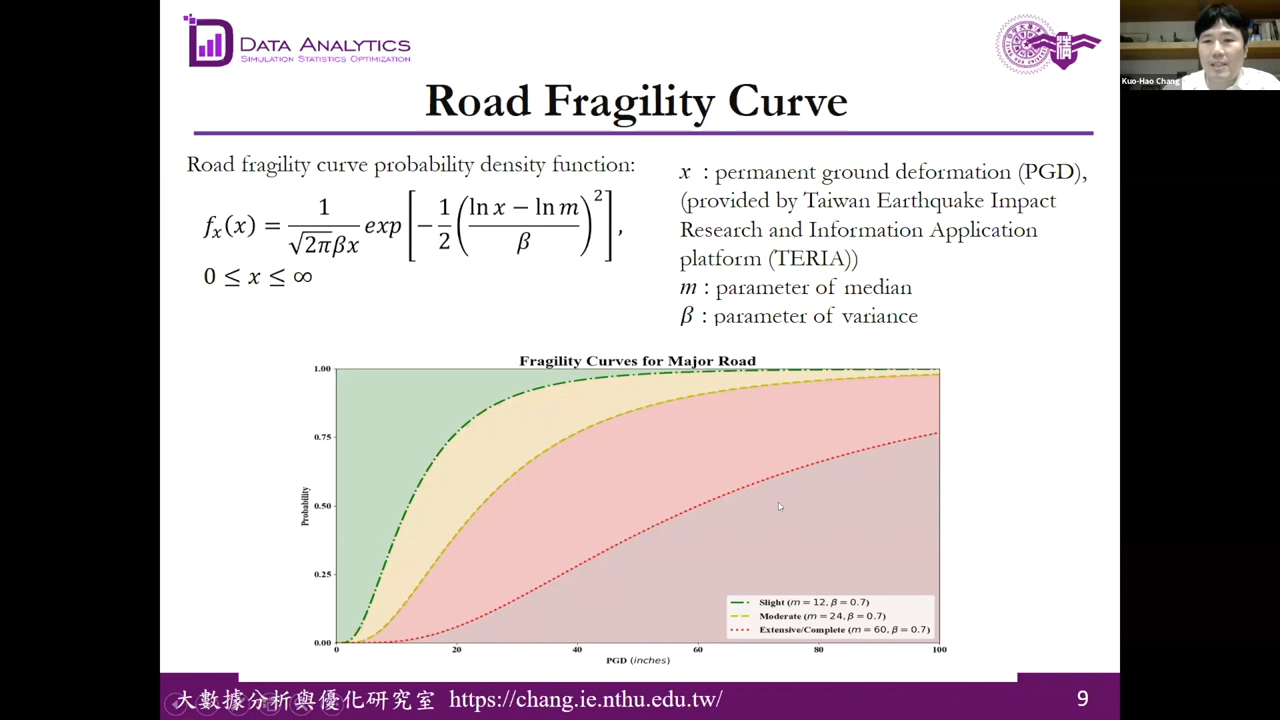 DATA ANALYTICS
SIMULATION STATISTICS OPTIMIZATION
Kuo-Hao Chang
Road Fragility Curve
Road fragility curve probability density function:
fₓ(x) = 1/(√2π βx) exp[−1/2 ((ln x − ln m)/β)²],
0 ≤ x ≤ ∞
x : permanent ground deformation (PGD),
(provided by Taiwan Earthquake Impact
Research and Information Application
platform (TERIA))
m : parameter of median
β : parameter of variance
Fragility Curves for Major Road
Probability
1.00
0.75
0.50
0.25
0.00
0 20 40 60 80 100
PGD (inches)
Slight (m = 12, β = 0.7)
Moderate (m = 24, β = 0.7)
Extensive/Complete (m = 60, β = 0.7)
大數據分析與優化研究室 https://chang.ie.nthu.edu.tw/
9